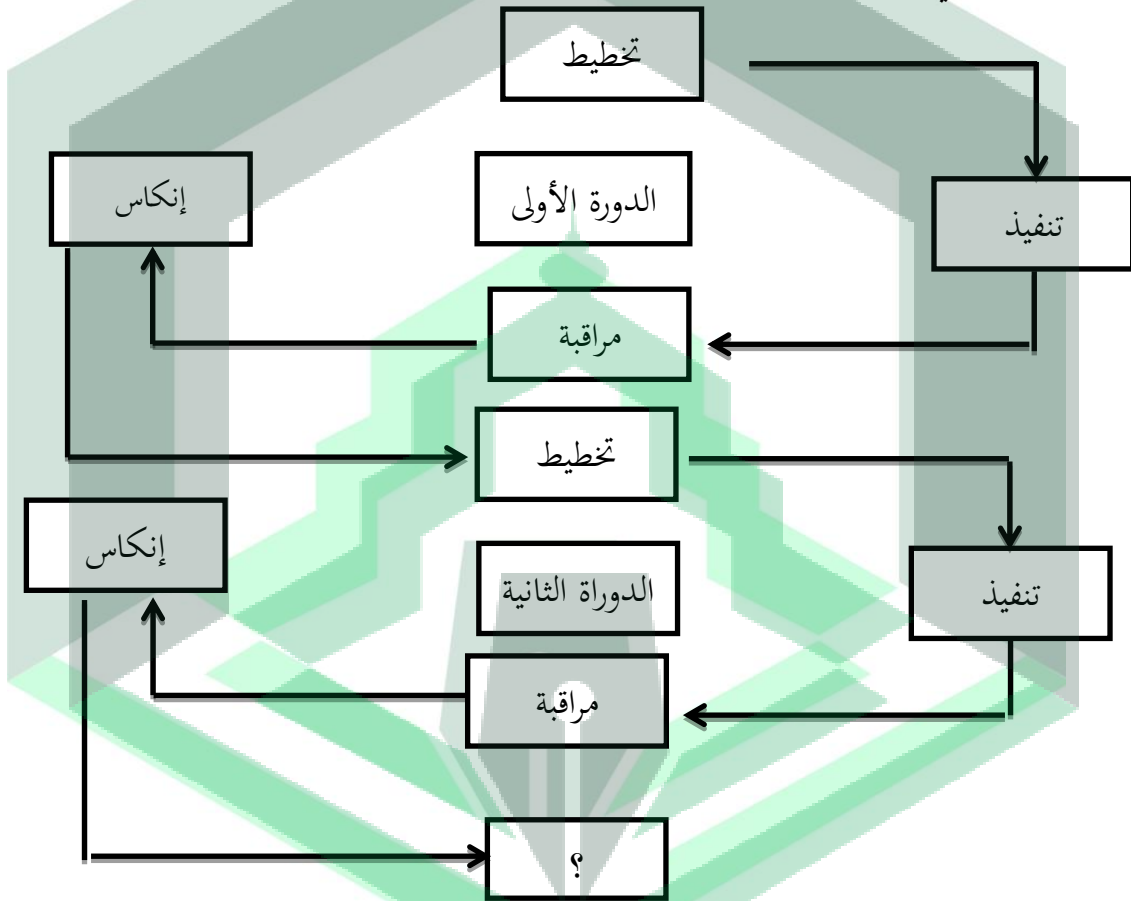 تخطيط
الدورة الأولى
إنكاس
تنفيذ
مراقبة
تخطيط
إنكاس
الدوراة الثانية
تنفيذ
مراقبة
؟